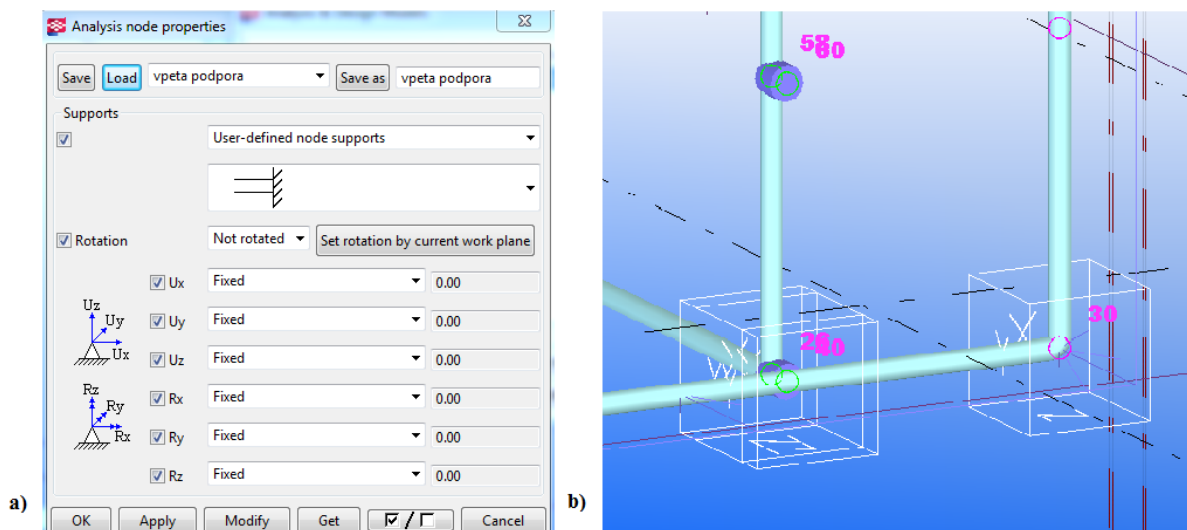 Analysis node properties
Save Load vpeta podpora Save as vpeta podpora
Supports
User-defined node supports
Rotation Not rotated Set rotation by current work plane
Ux Fixed 0.00
Uy Fixed 0.00
Uz Fixed 0.00
Rx Fixed 0.00
Ry Fixed 0.00
Rz Fixed 0.00
Uz
Uy
Ux
Rz
Ry
Rx
OK Apply Modify Get Cancel
a)
30
b)